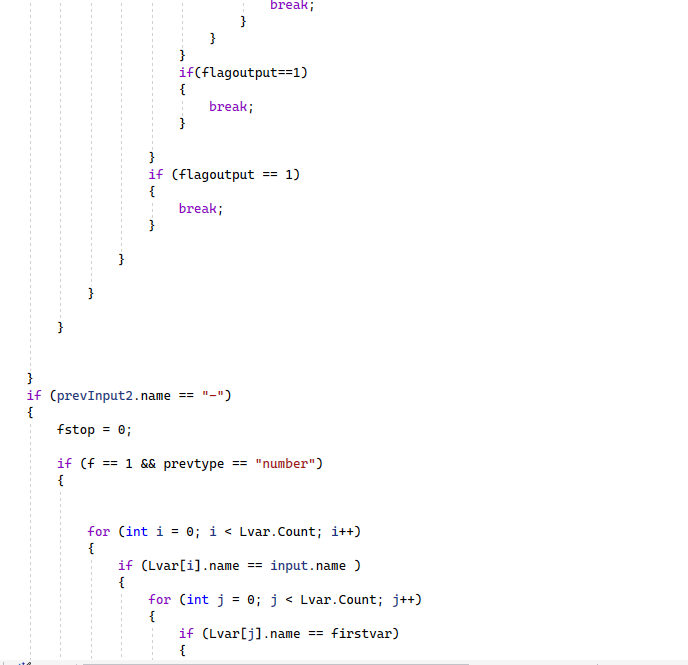 break;
}
}
}
if(flagoutput==1)
{
break;
}
}
if (flagoutput == 1)
{
break;
}
}
}
}
}
if (prevInput2.name == "-")
{
fstop = 0;
if (f == 1 && prevtype == "number")
{
for (int i = 0; i < Lvar.Count; i++)
{
if (Lvar[i].name == input.name )
{
for (int j = 0; j < Lvar.Count; j++)
{
if (Lvar[j].name == firstvar)
{